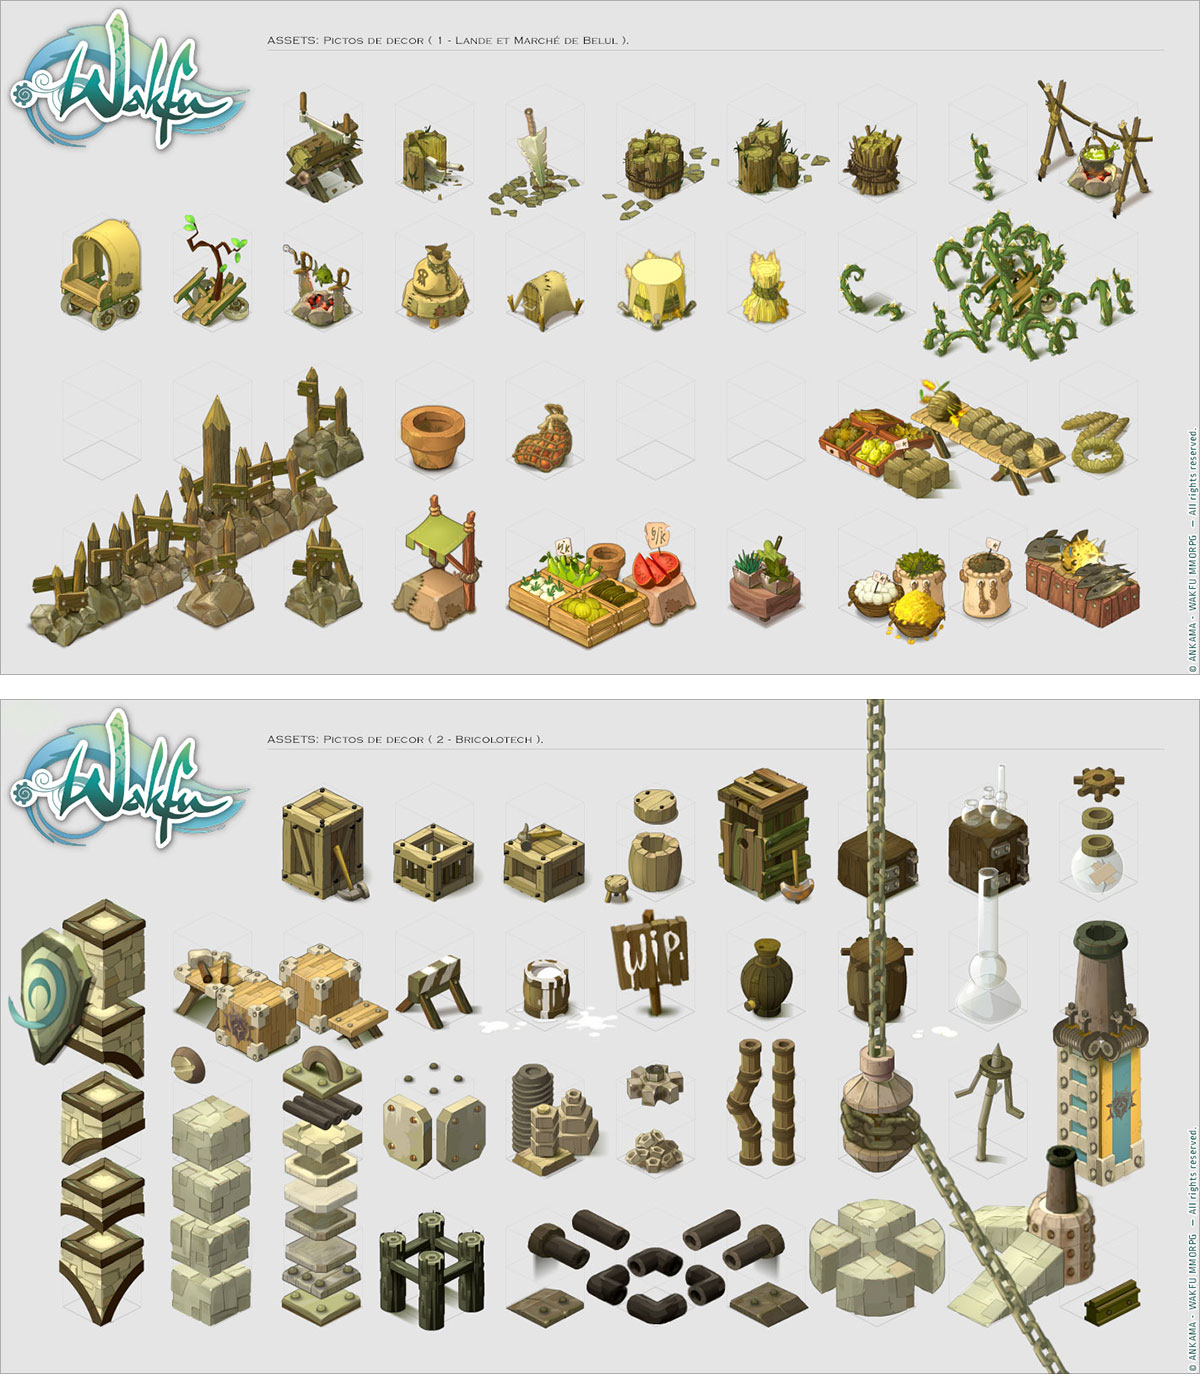 Wakfu
ASSETS: Pictos de decor ( 1 - Lande et Marché de Belul ).
© ANKAMA - WAKFU MMORPG — All rights reserved.
Wakfu
ASSETS: Pictos de decor ( 2 - Bricolotech ).
WiP.
© ANKAMA - WAKFU MMORPG — All rights reserved.